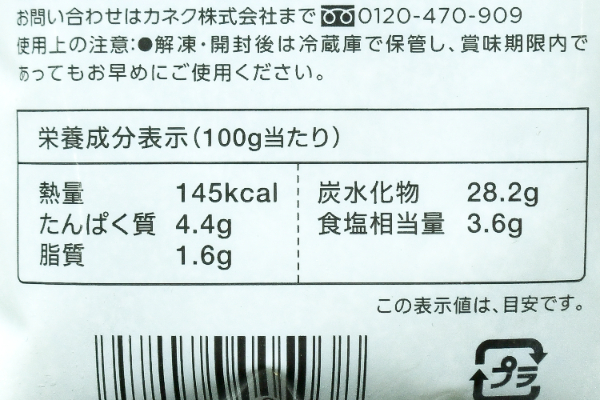 お問い合わせはカネク株式会社まで 0120-470-909
使用上の注意:●解凍・開封後は冷蔵庫で保管し、賞味期限内で
あってもお早めにご使用ください。
栄養成分表示(100g当たり)
熱量 145kcal 炭水化物 28.2g
たんぱく質 4.4g 食塩相当量 3.6g
脂質 1.6g
この表示値は、目安です。
プラ